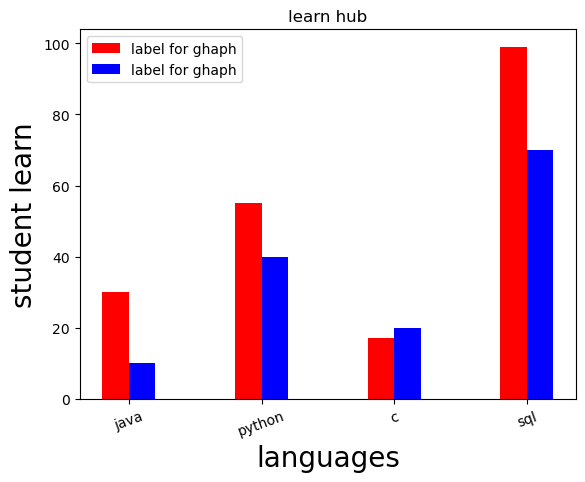 learn hub
label for ghaph
label for ghaph
100
80
60
40
20
0
student learn
java
python
c
sql
languages